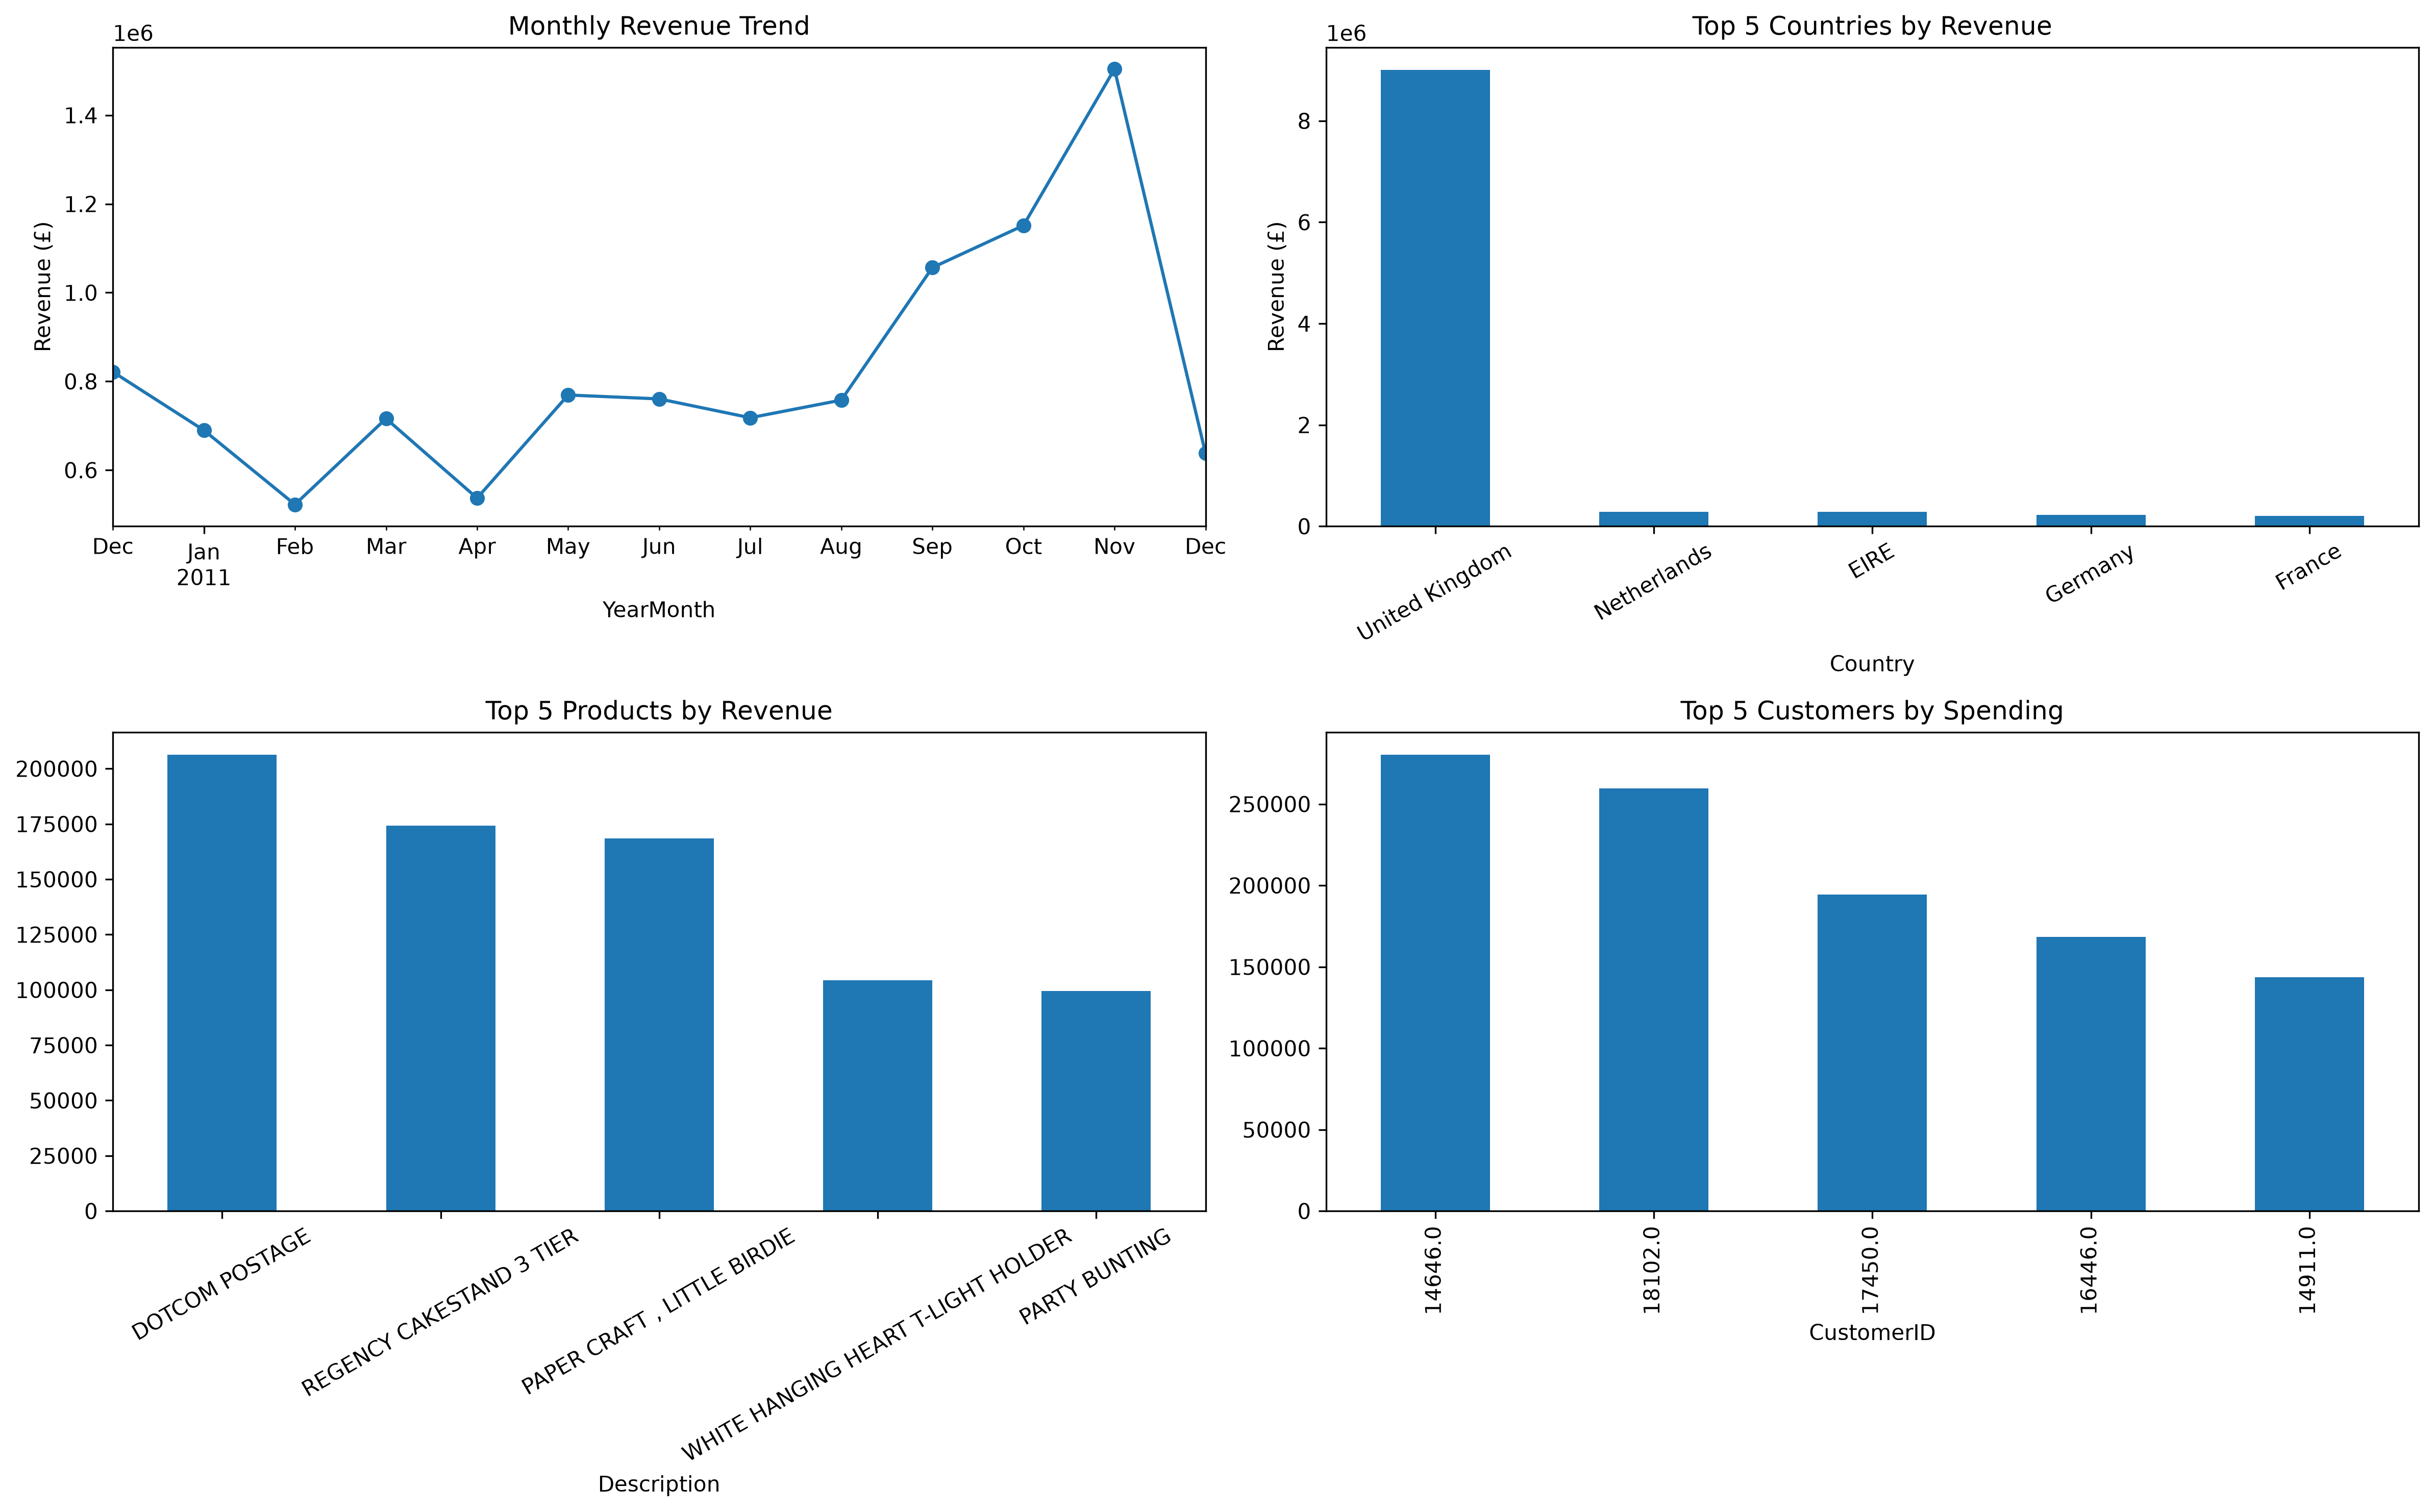 Monthly Revenue Trend
1e6
1.4
1.2
1.0
0.8
0.6
Revenue (£)
Dec
Jan
2011
Feb
Mar
Apr
May
Jun
Jul
Aug
Sep
Oct
Nov
Dec
YearMonth
Top 5 Countries by Revenue
1e6
8
6
4
2
0
Revenue (£)
United Kingdom
Netherlands
EIRE
Germany
France
Country
Top 5 Products by Revenue
200000
175000
150000
125000
100000
75000
50000
25000
0
DOTCOM POSTAGE
REGENCY CAKESTAND 3 TIER
PAPER CRAFT , LITTLE BIRDIE
WHITE HANGING HEART T-LIGHT HOLDER
PARTY BUNTING
Description
Top 5 Customers by Spending
250000
200000
150000
100000
50000
0
14646.0
18102.0
17450.0
16446.0
14911.0
CustomerID